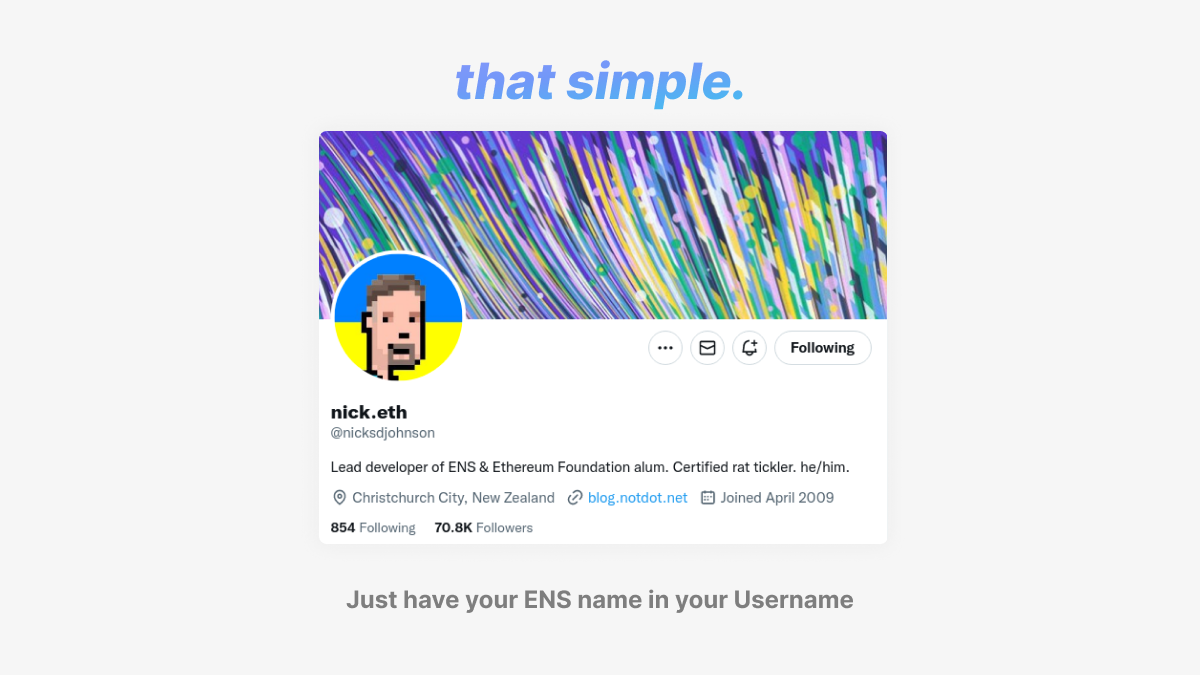 that simple.
Following
nick.eth
@nicksdjohnson
Lead developer of ENS & Ethereum Foundation alum. Certified rat tickler. he/him.
Christchurch City, New Zealand blog.notdot.net Joined April 2009
854 Following 70.8K Followers
Just have your ENS name in your Username